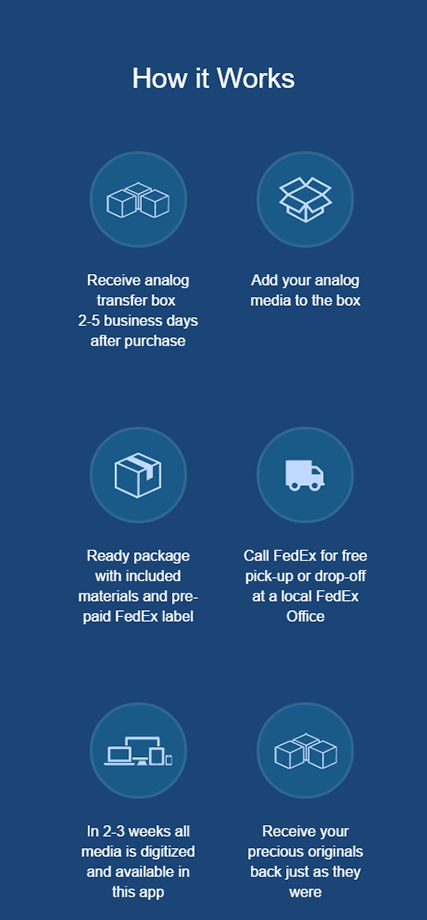 How it Works
Receive analog
transfer box
2-5 business days
after purchase
Add your analog
media to the box
Ready package
with included
materials and pre-
paid FedEx label
Call FedEx for free
pick-up or drop-off
at a local FedEx
Office
In 2-3 weeks all
media is digitized
and available in
this app
Receive your
precious originals
back just as they
were